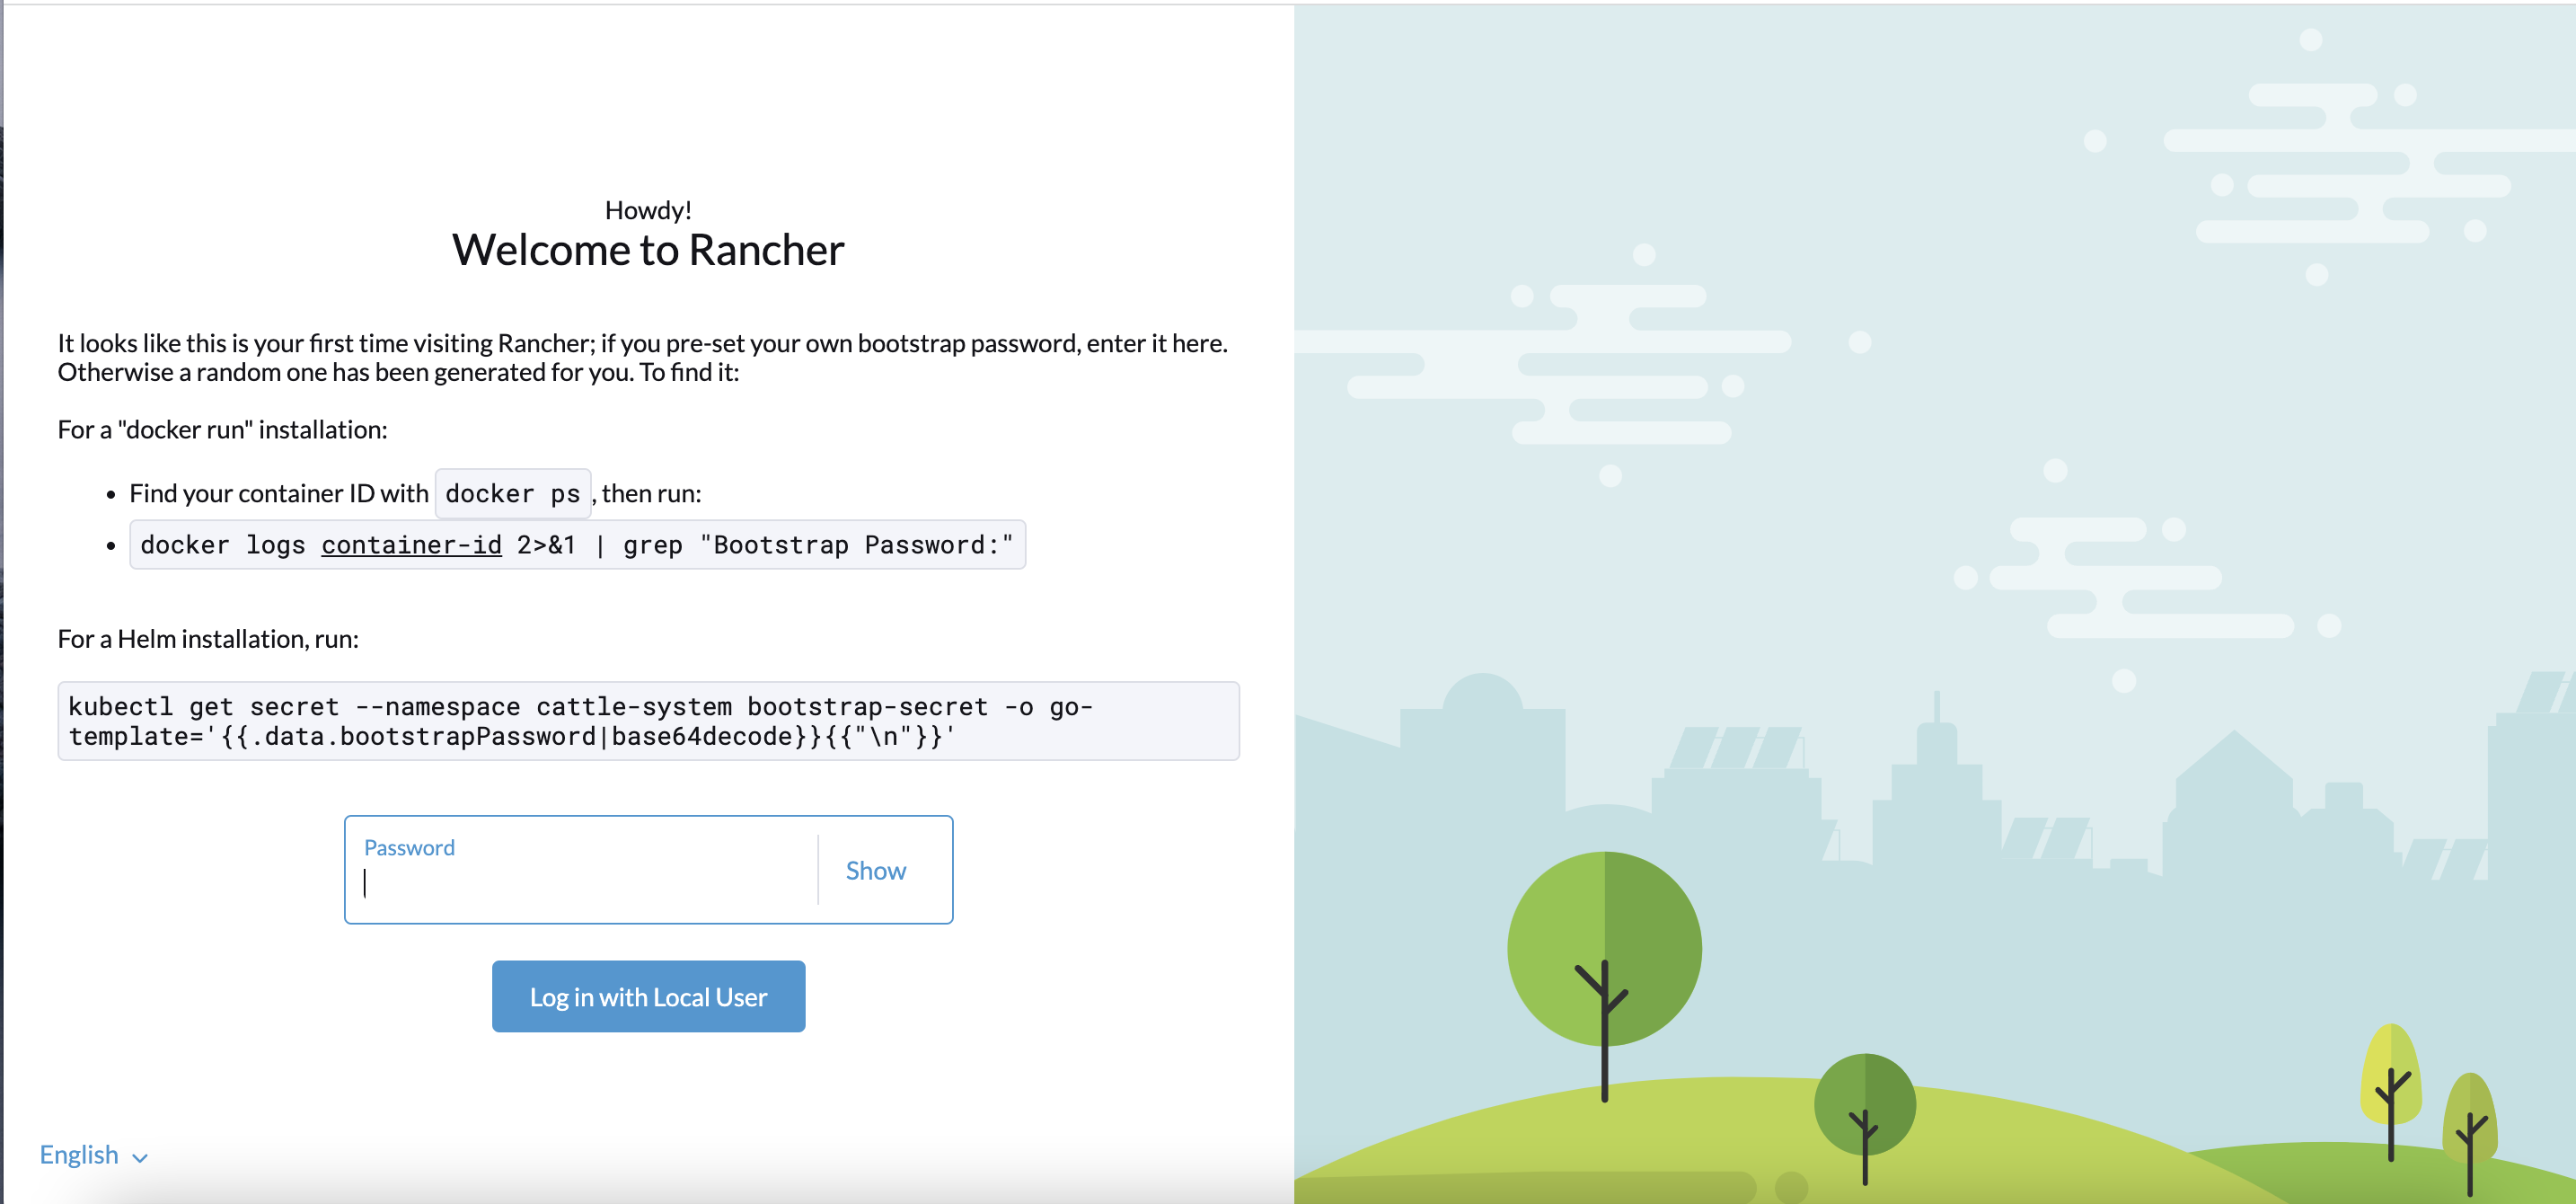 Howdy!
Welcome to Rancher
It looks like this is your first time visiting Rancher; if you pre-set your own bootstrap password, enter it here.
Otherwise a random one has been generated for you. To find it:
For a "docker run" installation:
• Find your container ID with docker ps, then run:
• docker logs container-id 2>&1 | grep "Bootstrap Password:"
For a Helm installation, run:
kubectl get secret --namespace cattle-system bootstrap-secret -o go-
template='{{.data.bootstrapPassword|base64decode}}{{"\n"}}'
Password
Show
Log in with Local User
English